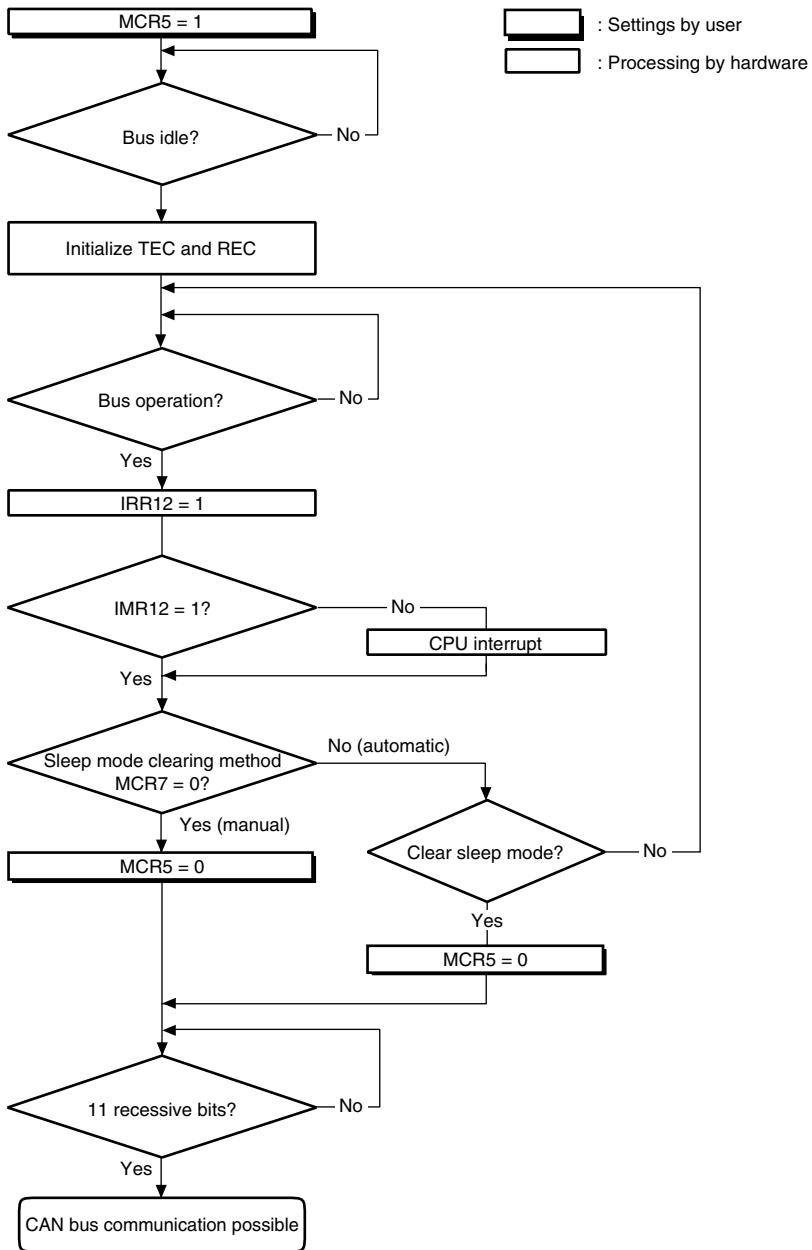 MCR5 = 1
: Settings by user
: Processing by hardware
Bus idle?
No
Initialize TEC and REC
Bus operation?
No
Yes
IRR12 = 1
IMR12 = 1?
No
CPU interrupt
Yes
Sleep mode clearing method
MCR7 = 0?
No (automatic)
Yes (manual)
Clear sleep mode?
No
MCR5 = 0
Yes
MCR5 = 0
11 recessive bits?
No
Yes
CAN bus communication possible